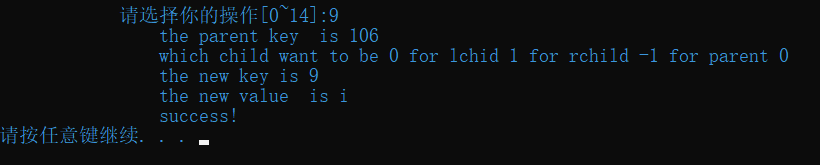 请选择你的操作[0~14]:9
the parent key  is 106
which child want to be 0 for lchid 1 for rchild -1 for parent 0
the new key is 9
the new value  is i
success!
请按任意键继续. . .